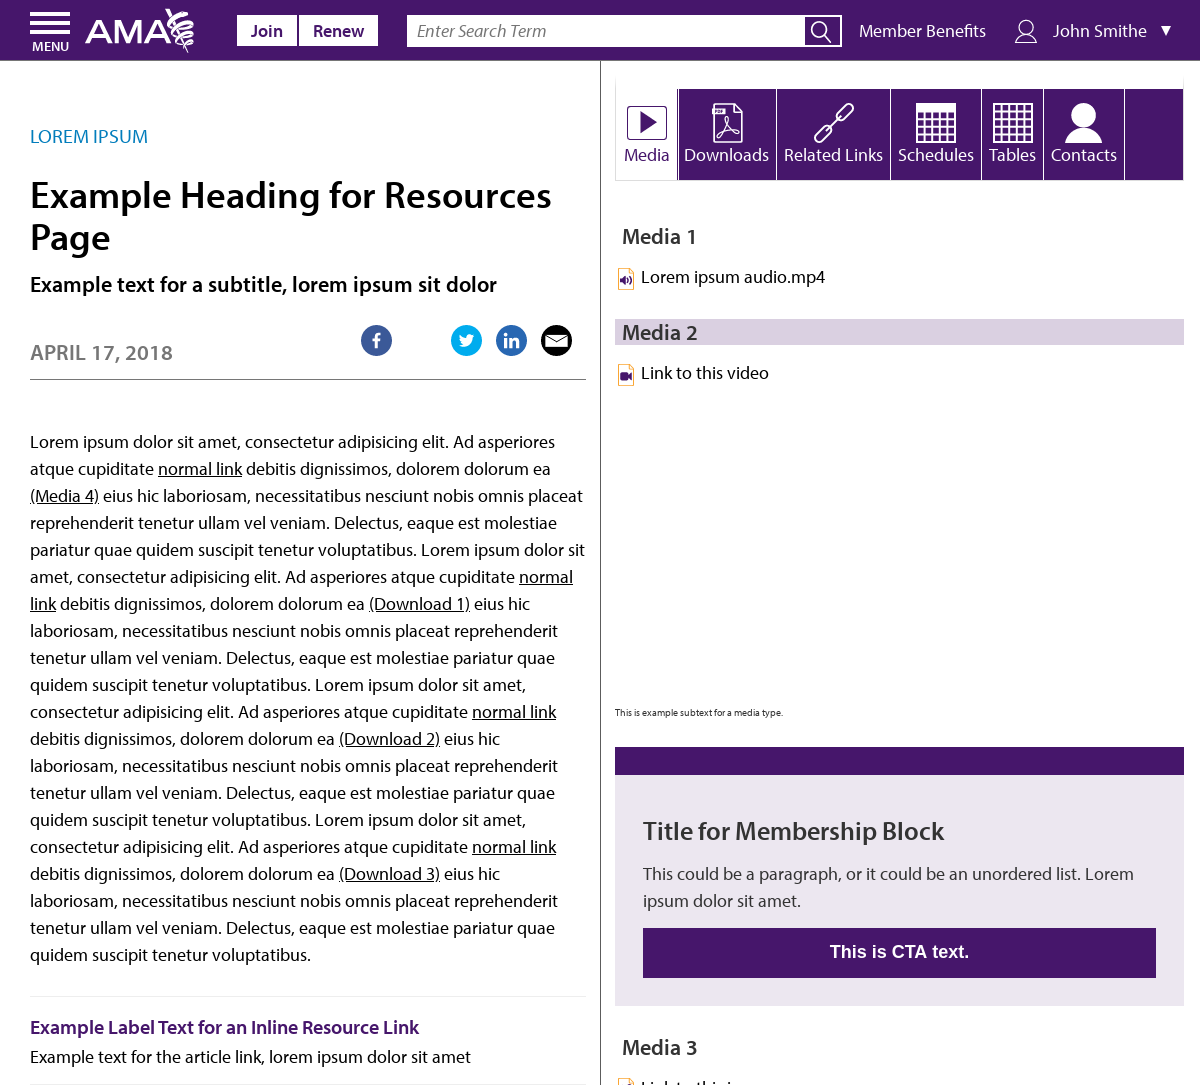 MENU
AMA
Join
Renew
Enter Search Term
Member Benefits
John Smithe
LOREM IPSUM
Example Heading for Resources
Page
Example text for a subtitle, lorem ipsum sit dolor
APRIL 17, 2018
Lorem ipsum dolor sit amet, consectetur adipisicing elit. Ad asperiores
atque cupiditate normal link debitis dignissimos, dolorem dolorum ea
(Media 4) eius hic laboriosam, necessitatibus nesciunt nobis omnis placeat
reprehenderit tenetur ullam vel veniam. Delectus, eaque est molestiae
pariatur quae quidem suscipit tenetur voluptatibus. Lorem ipsum dolor sit
amet, consectetur adipisicing elit. Ad asperiores atque cupiditate normal
link debitis dignissimos, dolorem dolorum ea (Download 1) eius hic
laboriosam, necessitatibus nesciunt nobis omnis placeat reprehenderit
tenetur ullam vel veniam. Delectus, eaque est molestiae pariatur quae
quidem suscipit tenetur voluptatibus. Lorem ipsum dolor sit amet,
consectetur adipisicing elit. Ad asperiores atque cupiditate normal link
debitis dignissimos, dolorem dolorum ea (Download 2) eius hic
laboriosam, necessitatibus nesciunt nobis omnis placeat reprehenderit
tenetur ullam vel veniam. Delectus, eaque est molestiae pariatur quae
quidem suscipit tenetur voluptatibus. Lorem ipsum dolor sit amet,
consectetur adipisicing elit. Ad asperiores atque cupiditate normal link
debitis dignissimos, dolorem dolorum ea (Download 3) eius hic
laboriosam, necessitatibus nesciunt nobis omnis placeat reprehenderit
tenetur ullam vel veniam. Delectus, eaque est molestiae pariatur quae
quidem suscipit tenetur voluptatibus.
Example Label Text for an Inline Resource Link
Example text for the article link, lorem ipsum dolor sit amet
Media
PDF
Downloads
Related Links
Schedules
Tables
Contacts
Media 1
Lorem ipsum audio.mp4
Media 2
Link to this video
This is example subtext for a media type.
Title for Membership Block
This could be a paragraph, or it could be an unordered list. Lorem
ipsum dolor sit amet.
This is CTA text.
Media 3